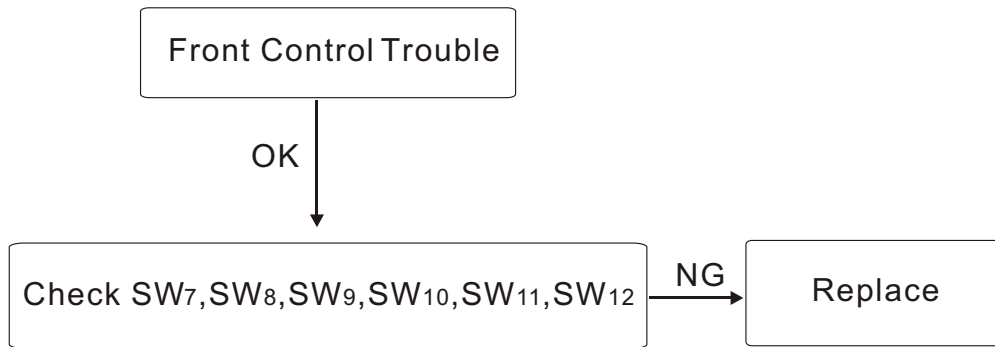 Front Control Trouble
OK
Check SW7,SW8,SW9,SW10,SW11,SW12
NG
Replace